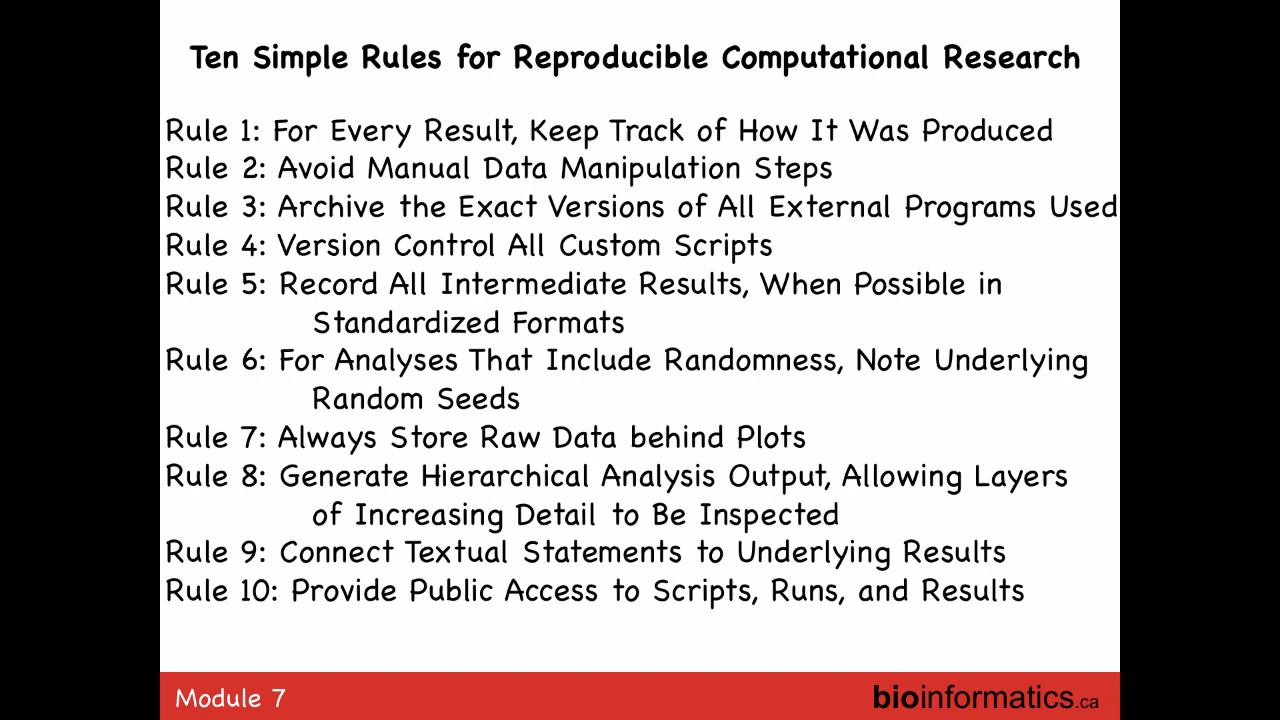 Ten Simple Rules for Reproducible Computational Research
Rule 1: For Every Result, Keep Track of How It Was Produced
Rule 2: Avoid Manual Data Manipulation Steps
Rule 3: Archive the Exact Versions of All External Programs Used
Rule 4: Version Control All Custom Scripts
Rule 5: Record All Intermediate Results, When Possible in
Standardized Formats
Rule 6: For Analyses That Include Randomness, Note Underlying
Random Seeds
Rule 7: Always Store Raw Data behind Plots
Rule 8: Generate Hierarchical Analysis Output, Allowing Layers
of Increasing Detail to Be Inspected
Rule 9: Connect Textual Statements to Underlying Results
Rule 10: Provide Public Access to Scripts, Runs, and Results
Module 7
bioinformatics.ca